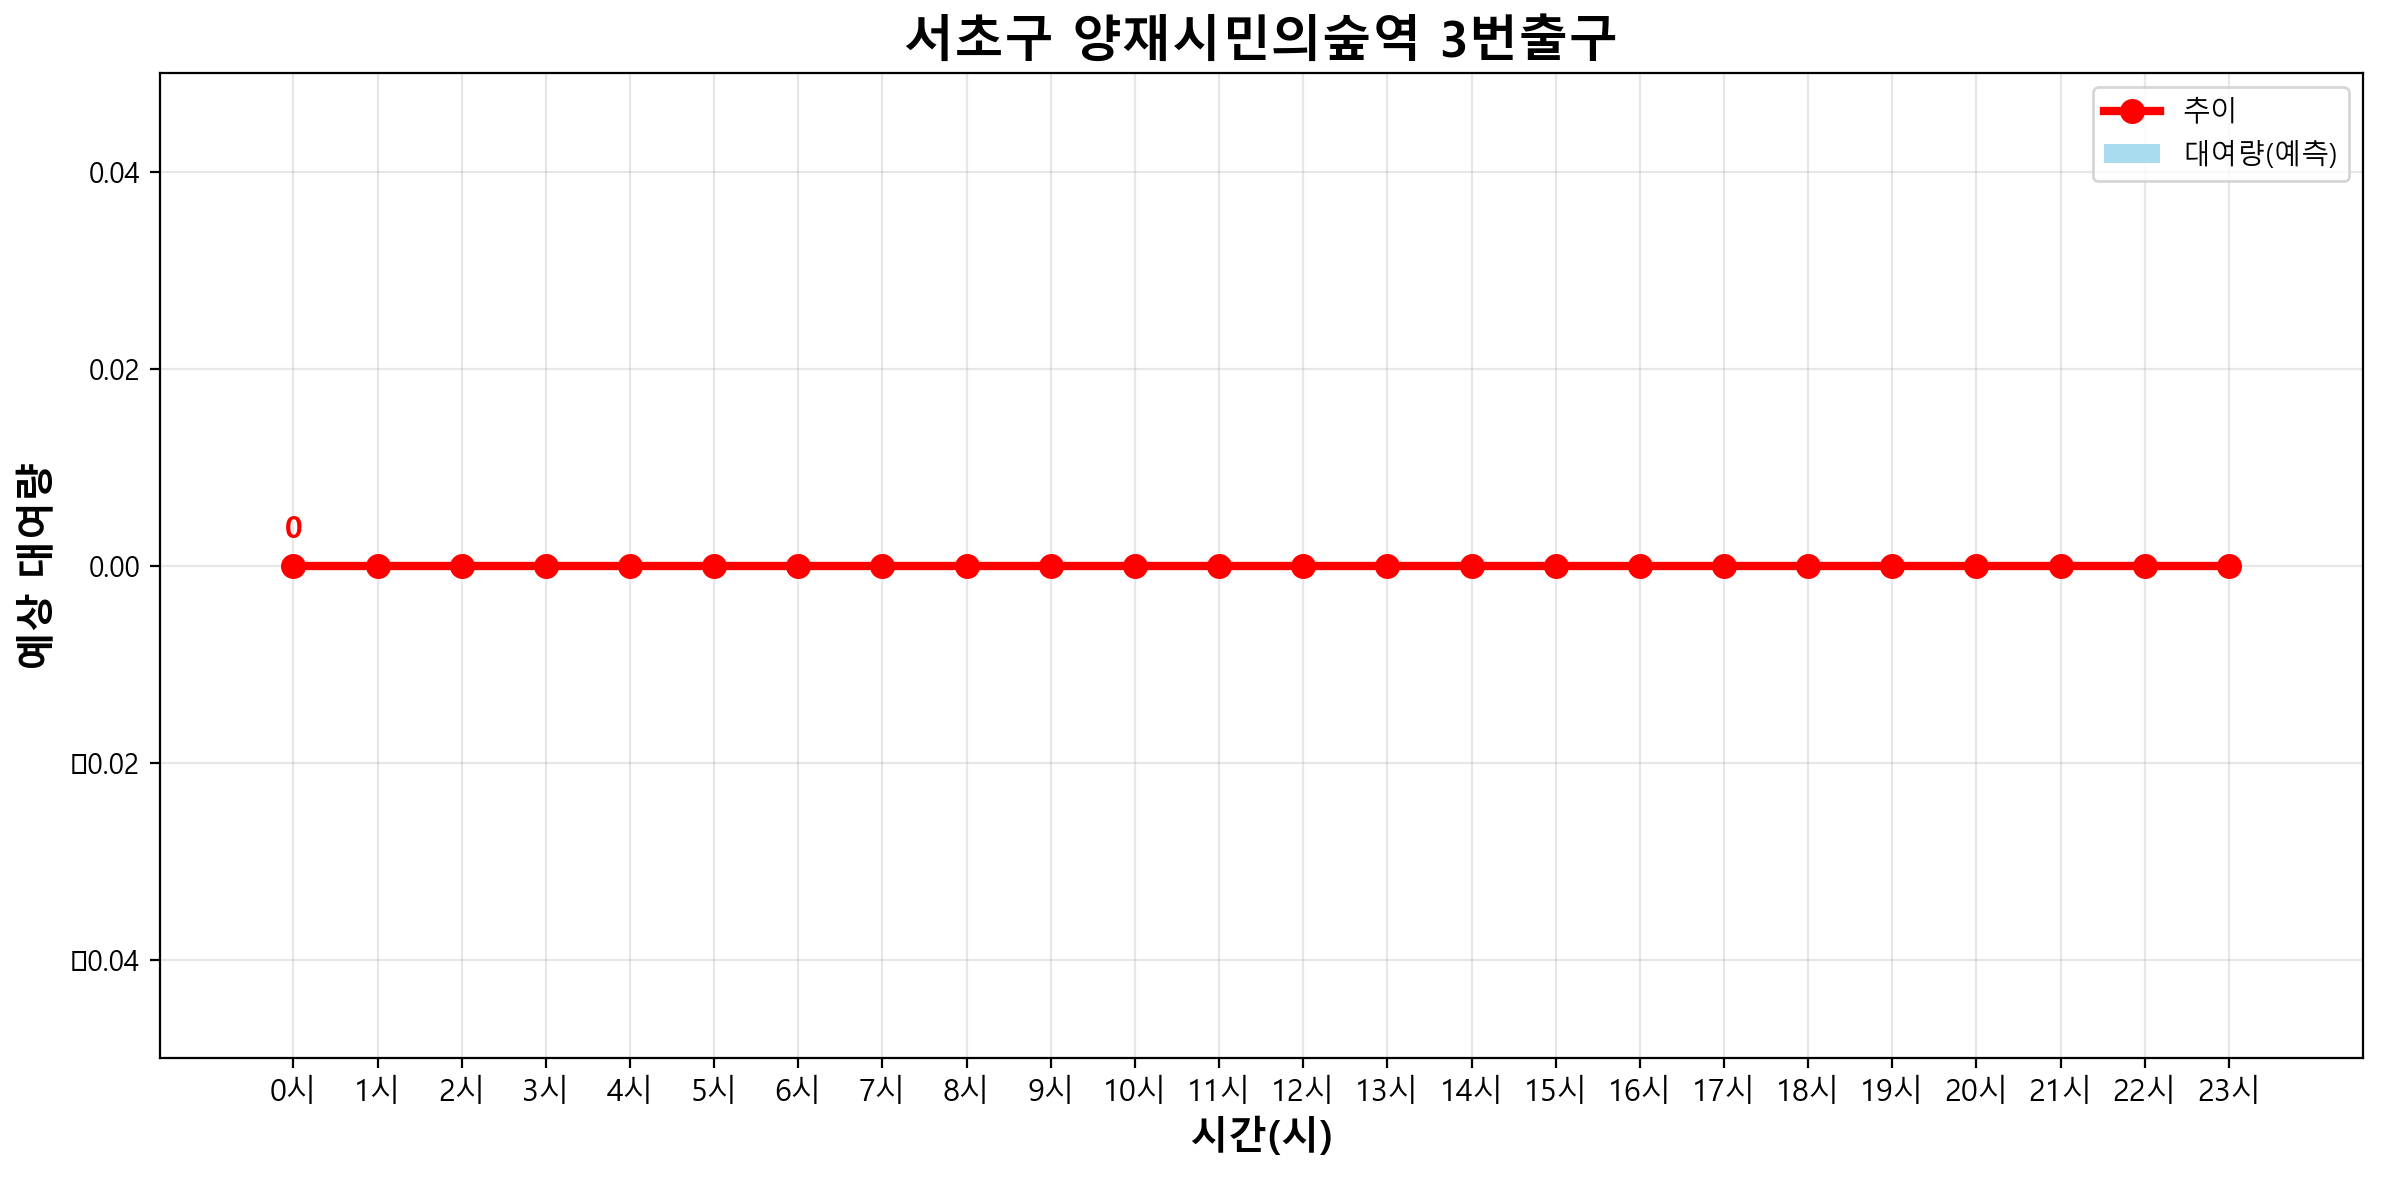 서초구 양재시민의숲역 3번출구
추이
대여량(예측)
예상 대여량
0.04
0.02
0.00
▯0.02
▯0.04
0
0시 1시 2시 3시 4시 5시 6시 7시 8시 9시 10시 11시 12시 13시 14시 15시 16시 17시 18시 19시 20시 21시 22시 23시
시간(시)